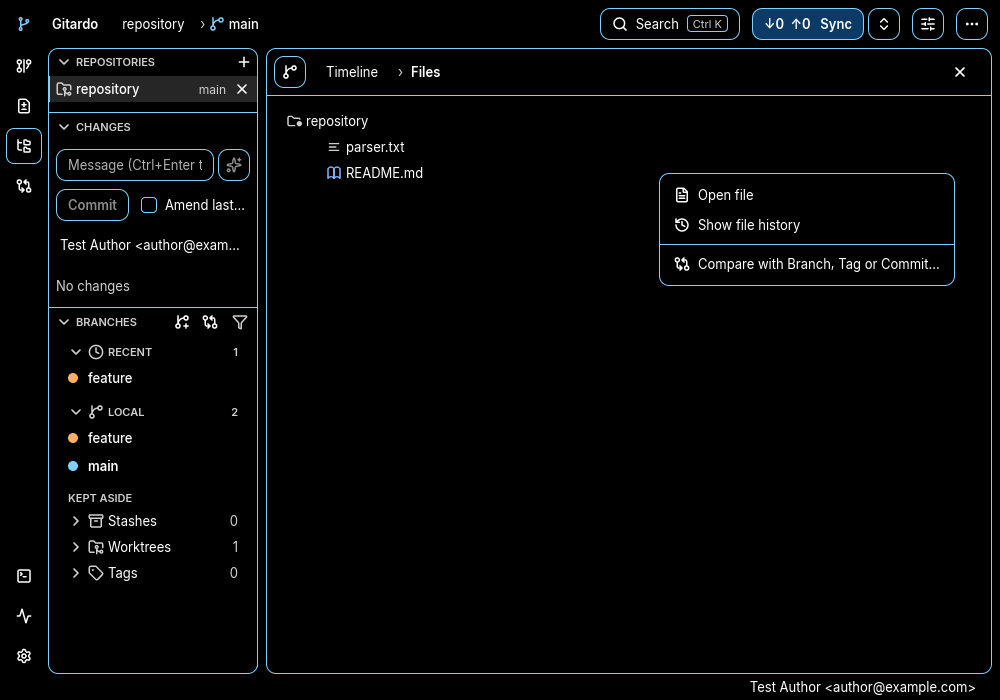 Gitardo repository › main Search Ctrl K ↓0 ↑0 Sync
REPOSITORIES
repository main
CHANGES
Message (Ctrl+Enter t
Commit Amend last...
Test Author <author@exam...
No changes
BRANCHES
RECENT 1
feature
LOCAL 2
feature
main
KEPT ASIDE
Stashes 0
Worktrees 1
Tags 0
Timeline › Files
repository
parser.txt
README.md
Open file
Show file history
Compare with Branch, Tag or Commit...
Test Author <author@example.com>